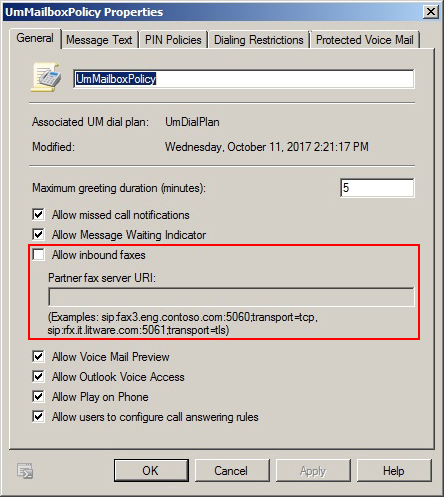 UmMailboxPolicy Properties
General
Message Text
PIN Policies
Dialing Restrictions
Protected Voice Mail
UmMailboxPolicy
Associated UM dial plan: UmDialPlan
Modified: Wednesday, October 11, 2017 2:21:17 PM
Maximum greeting duration (minutes): 5
Allow missed call notifications
Allow Message Waiting Indicator
Allow inbound faxes
Partner fax server URI:
(Examples: sip:fax3.eng.contoso.com:5060;transport=tcp,
sip:rfx.it.litware.com:5061;transport=tls)
Allow Voice Mail Preview
Allow Outlook Voice Access
Allow Play on Phone
Allow users to configure call answering rules
OK
Cancel
Apply
Help